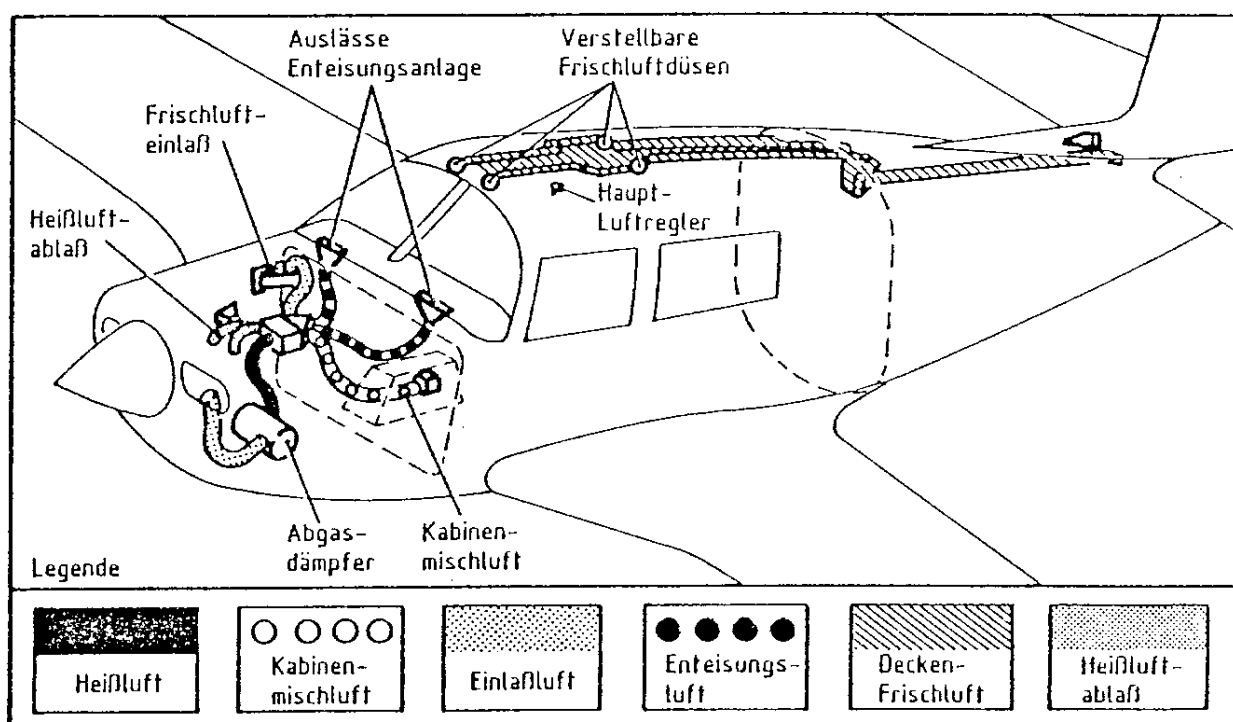 Auslässe
Enteisungsanlage
Verstellbare
Frischluftdüsen
Frischluft-
einlaß
Heißluft-
ablaß
Haupt-
Luftregler
Abgas-
dämpfer
Kabinen-
mischluft
Legende
Heißluft
Kabinen-
mischluft
Einlaßluft
Enteisungs-
luft
Decken-
Frischluft
Heißluft-
ablaß